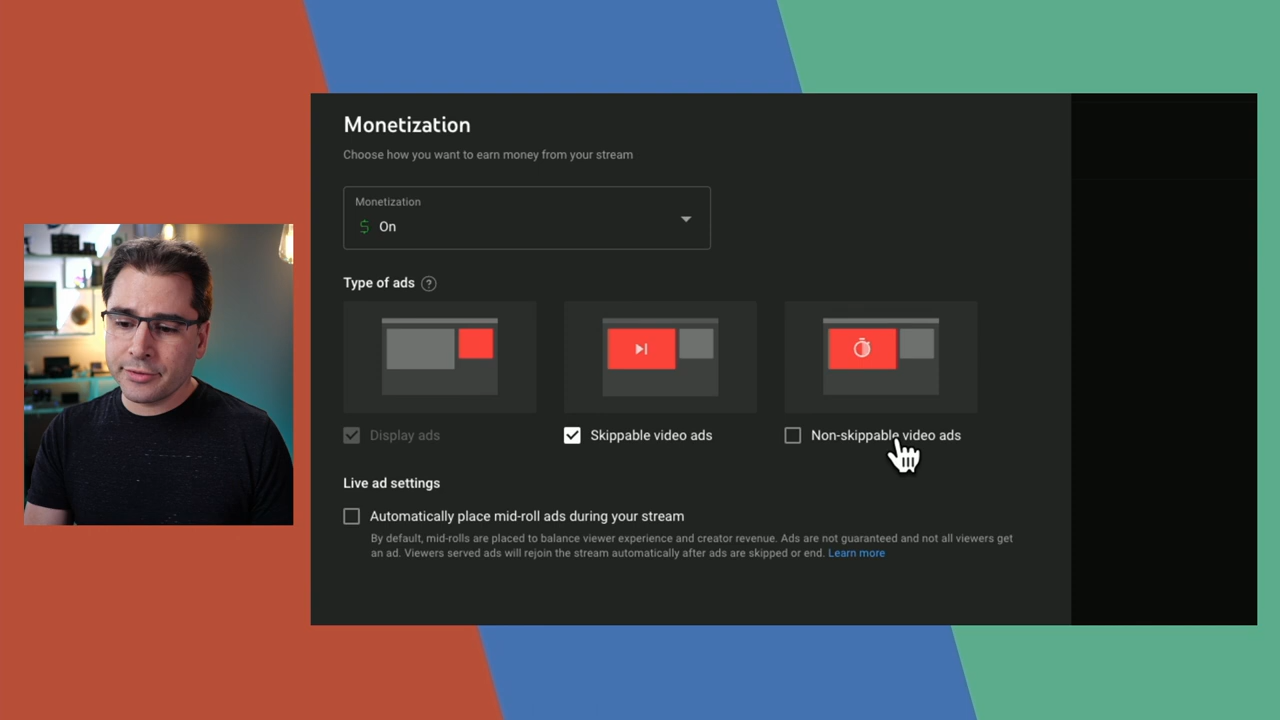 Monetization
Choose how you want to earn money from your stream
Monetization
$ On
Type of ads ?
Display ads
Skippable video ads
Non-skippable video ads
Live ad settings
Automatically place mid-roll ads during your stream
By default, mid-rolls are placed to balance viewer experience and creator revenue. Ads are not guaranteed and not all viewers get
an ad. Viewers served ads will rejoin the stream automatically after ads are skipped or end. Learn more